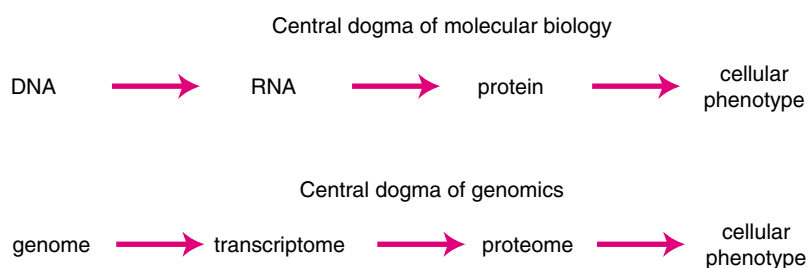 Central dogma of molecular biology
DNA RNA protein cellular
phenotype
Central dogma of genomics
genome transcriptome proteome cellular
phenotype